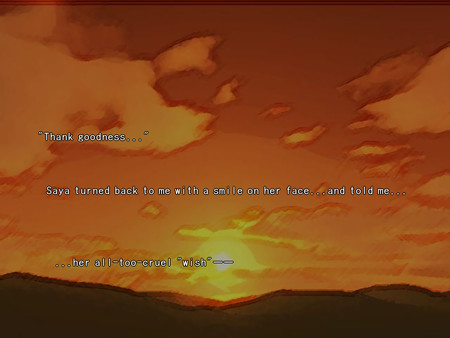 "Thank goodness..."
Saya turned back to me with a smile on her face...and told me...
...her all-too-cruel "wish"——